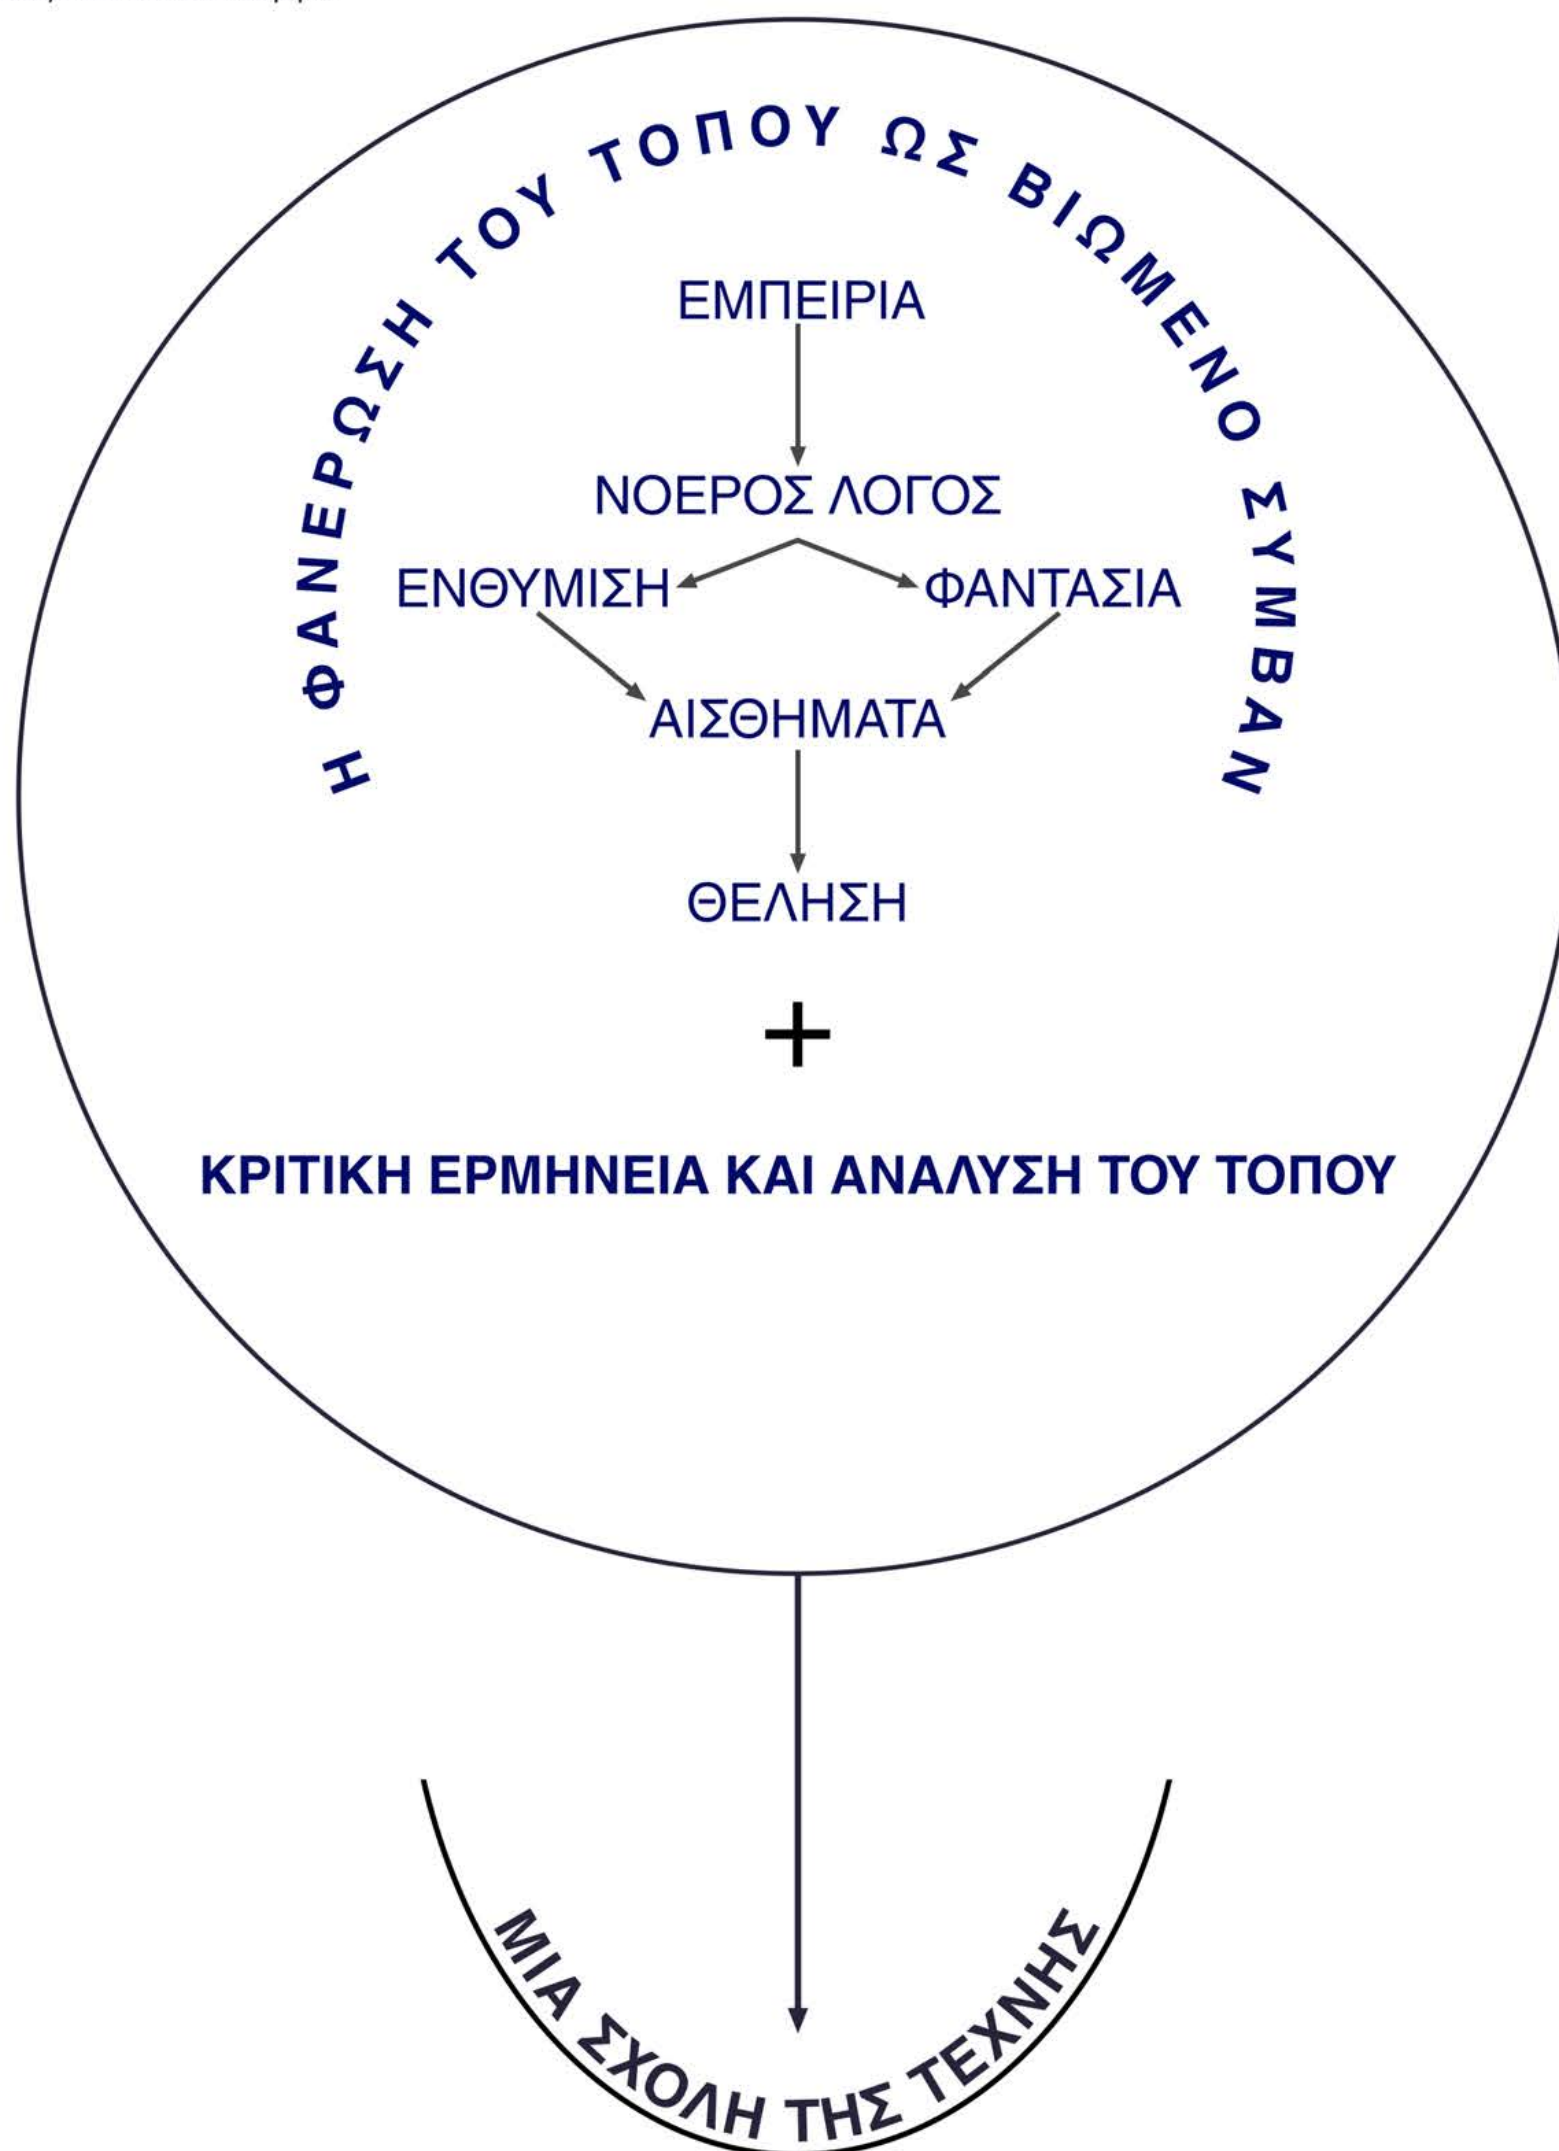 Η ΦΑΝΕΡΩΣΗ ΤΟΥ ΤΟΠΟΥ ΩΣ ΒΙΩΜΕΝΟ ΣΥΜΒΑΝ
ΕΜΠΕΙΡΙΑ
ΝΟΕΡΟΣ ΛΟΓΟΣ
ΕΝΘΥΜΙΣΗ ΦΑΝΤΑΣΙΑ
ΑΙΣΘΗΜΑΤΑ
ΘΕΛΗΣΗ
+
ΚΡΙΤΙΚΗ ΕΡΜΗΝΕΙΑ ΚΑΙ ΑΝΑΛΥΣΗ ΤΟΥ ΤΟΠΟΥ
ΜΙΑ ΣΧΟΛΗ ΤΗΣ ΤΕΧΝΗΣ